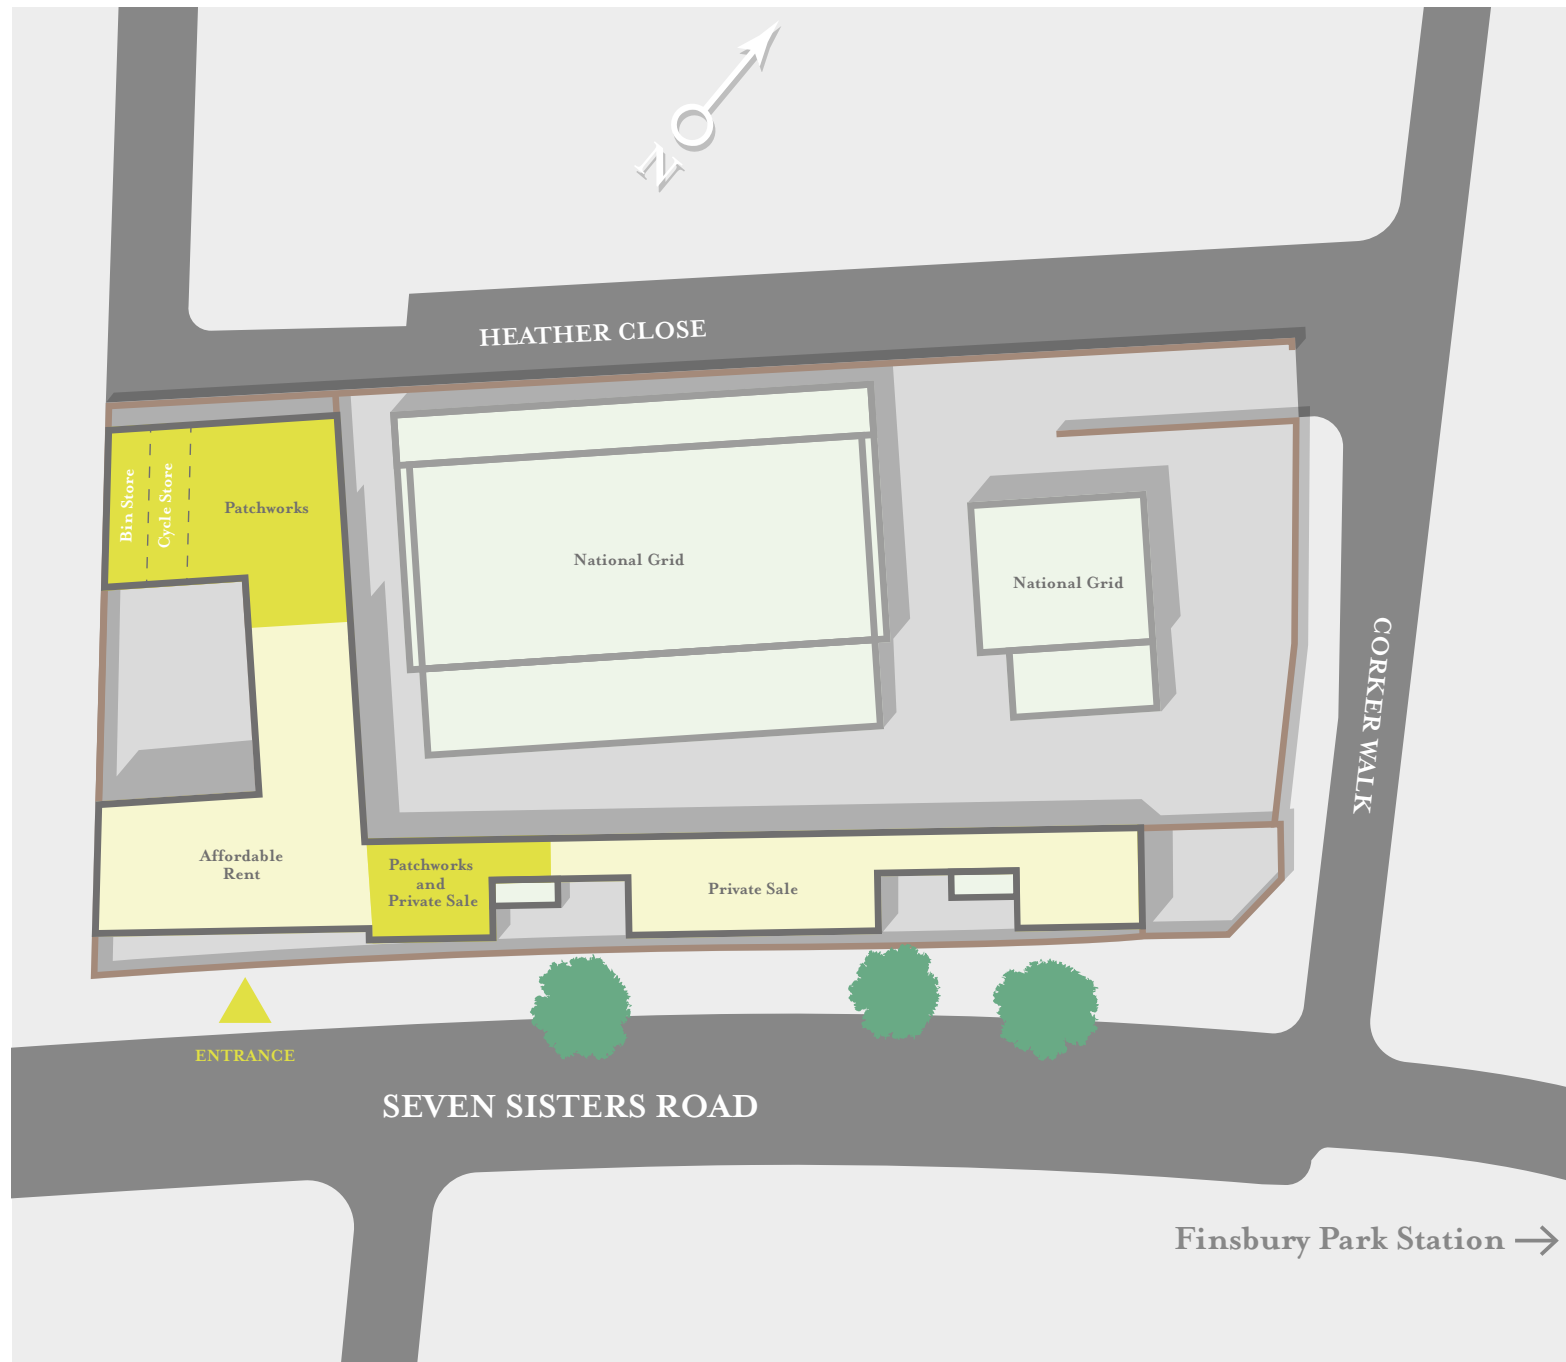 N
HEATHER CLOSE
Bin Store
Cycle Store
Patchworks
National Grid
National Grid
CORKER WALK
Affordable
Rent
Patchworks
and
Private Sale
Private Sale
ENTRANCE
SEVEN SISTERS ROAD
Finsbury Park Station